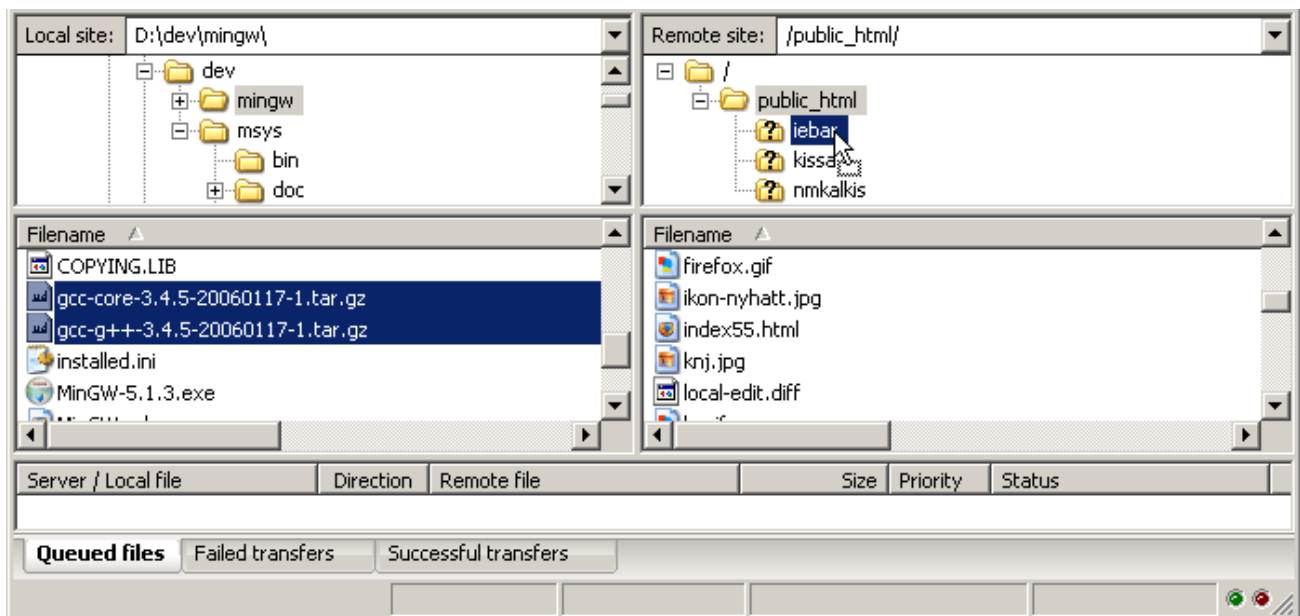 Local site: D:\dev\mingw\
dev
mingw
msys
bin
doc
Remote site: /public_html/
/
public_html
iebar
kissa
nmkalkis
Filename
COPYING.LIB
gcc-core-3.4.5-20060117-1.tar.gz
gcc-g++-3.4.5-20060117-1.tar.gz
installed.ini
MinGW-5.1.3.exe
Filename
firefox.gif
ikon-nyhatt.jpg
index55.html
knj.jpg
local-edit.diff
Server / Local file Direction Remote file Size Priority Status
Queued files Failed transfers Successful transfers